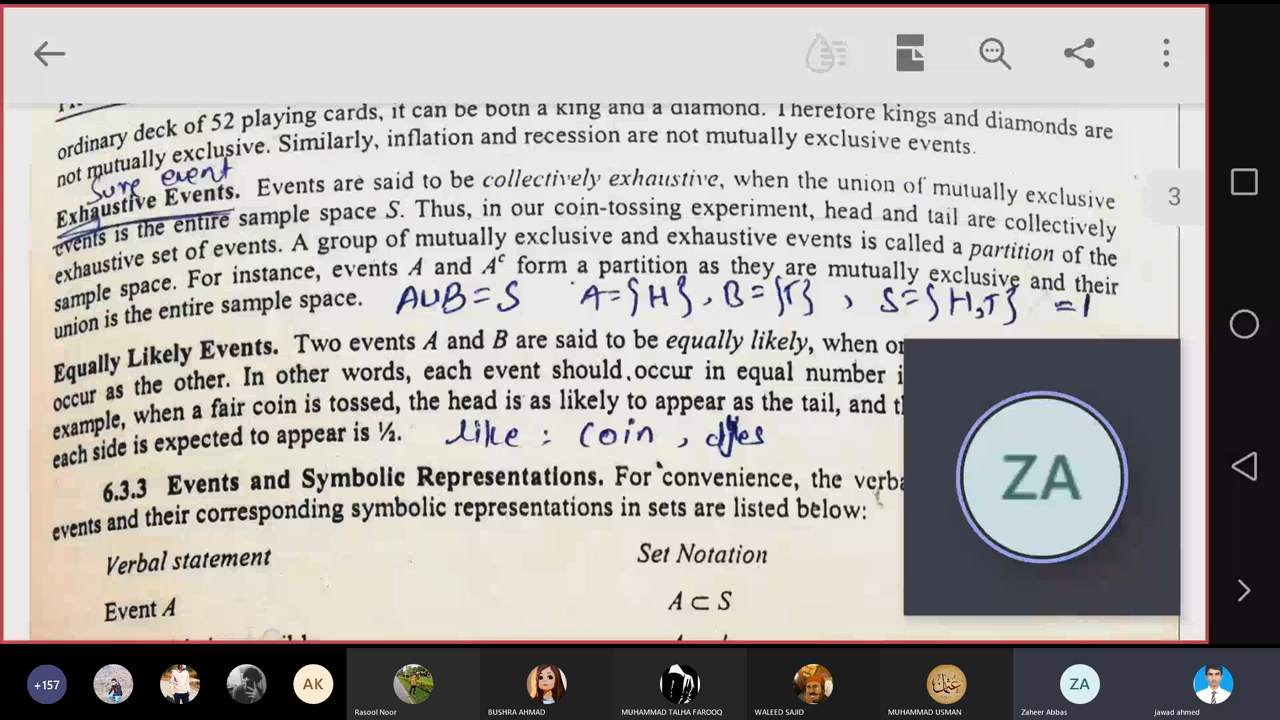 ordinary deck of 52 playing cards, it can be both a king and a diamond. Therefore kings and diamonds are
not mutually exclusive. Similarly, inflation and recession are not mutually exclusive events.
Sure event
Exhaustive Events. Events are said to be collectively exhaustive, when the union of mutually exclusive
events is the entire sample space S. Thus, in our coin-tossing experiment, head and tail are collectively
exhaustive set of events. A group of mutually exclusive and exhaustive events is called a partition of the
sample space. For instance, events A and Aᶜ form a partition as they are mutually exclusive and their
union is the entire sample space. A∪B=S A={H}, B={T}, S={H,T} =1
Equally Likely Events. Two events A and B are said to be equally likely, when
occur as the other. In other words, each event should occur in equal number
example, when a fair coin is tossed, the head is as likely to appear as the tail, and
each side is expected to appear is ½. like : coin ,
6.3.3 Events and Symbolic Representations. For convenience, the
events and their corresponding symbolic representations in sets are listed below:
Verbal statement Set Notation
Event A A ⊂ S
3
ZA
+157
AK
Rasool Noor
BUSHRA AHMAD
MUHAMMAD TALHA FAROOQ
WALEED SAJID
MUHAMMAD USMAN
ZA
Zaheer Abbas
jawad ahmed